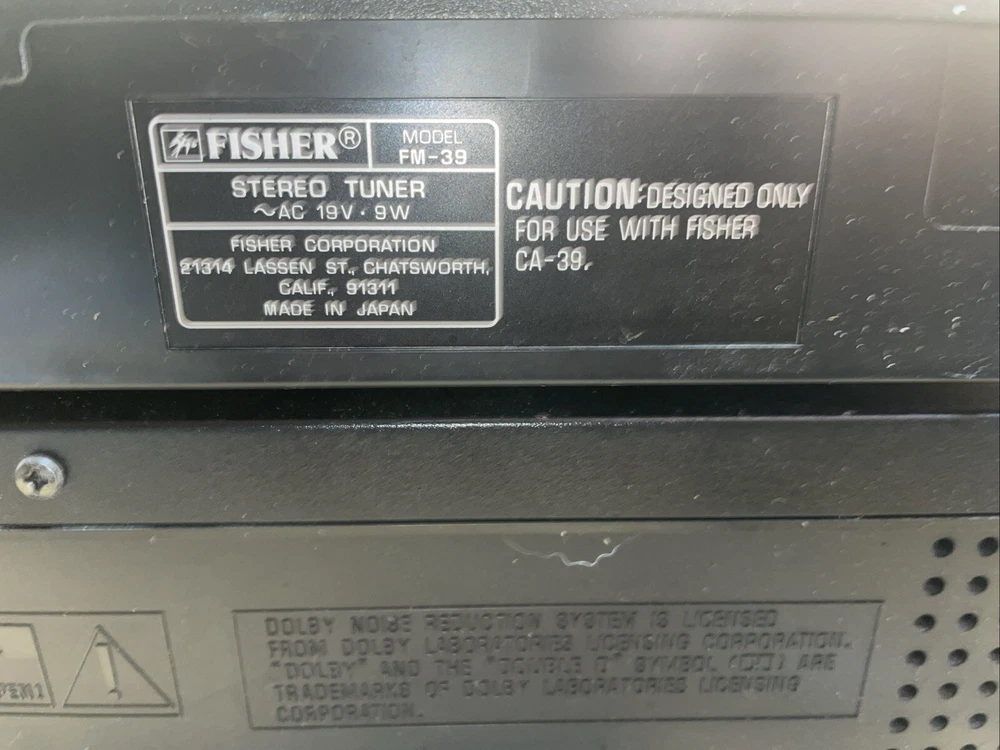 FISHER®
MODEL
FM-39
STEREO TUNER
~AC 19V · 9W
FISHER CORPORATION
21314 LASSEN ST., CHATSWORTH,
CALIF., 91311
MADE IN JAPAN
CAUTION: DESIGNED ONLY
FOR USE WITH FISHER
CA-39.
DOLBY NOISE REDUCTION SYSTEM IS LICENSED
FROM DOLBY LABORATORIES LICENSING CORPORATION.
"DOLBY" AND THE "DOUBLE D" SYMBOL ( ) ARE
TRADEMARKS OF DOLBY LABORATORIES LICENSING
CORPORATION.